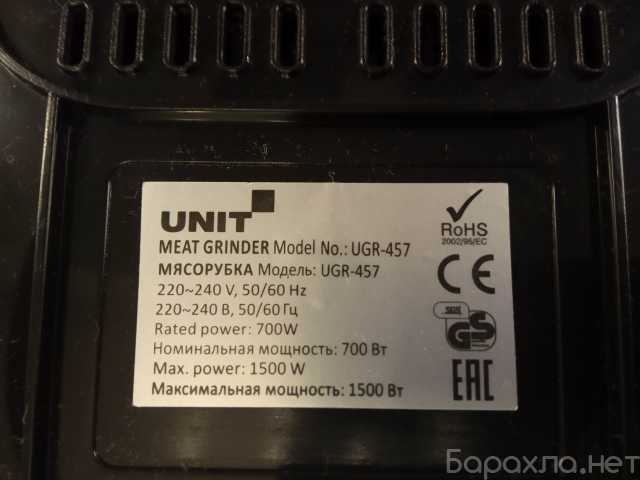 UNIT
MEAT GRINDER Model No.: UGR-457
МЯСОРУБКА Модель: UGR-457
220~240 V, 50/60 Hz
220~240 В, 50/60 Гц
Rated power: 700W
Номинальная мощность: 700 Вт
Max. power: 1500 W
Максимальная мощность: 1500 Вт
RoHS
2002/95/EC
CE
GS
EAC
Барахла.нет